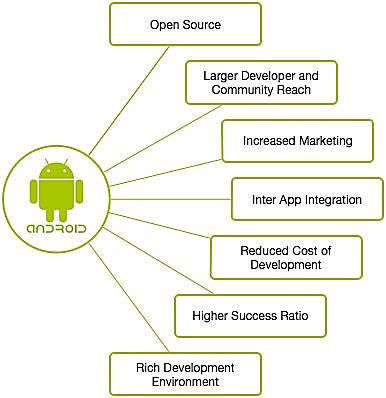 Open Source
Larger Developer and
Community Reach
Increased Marketing
Inter App Integration
Reduced Cost of
Development
Higher Success Ratio
Rich Development
Environment
ANDROID